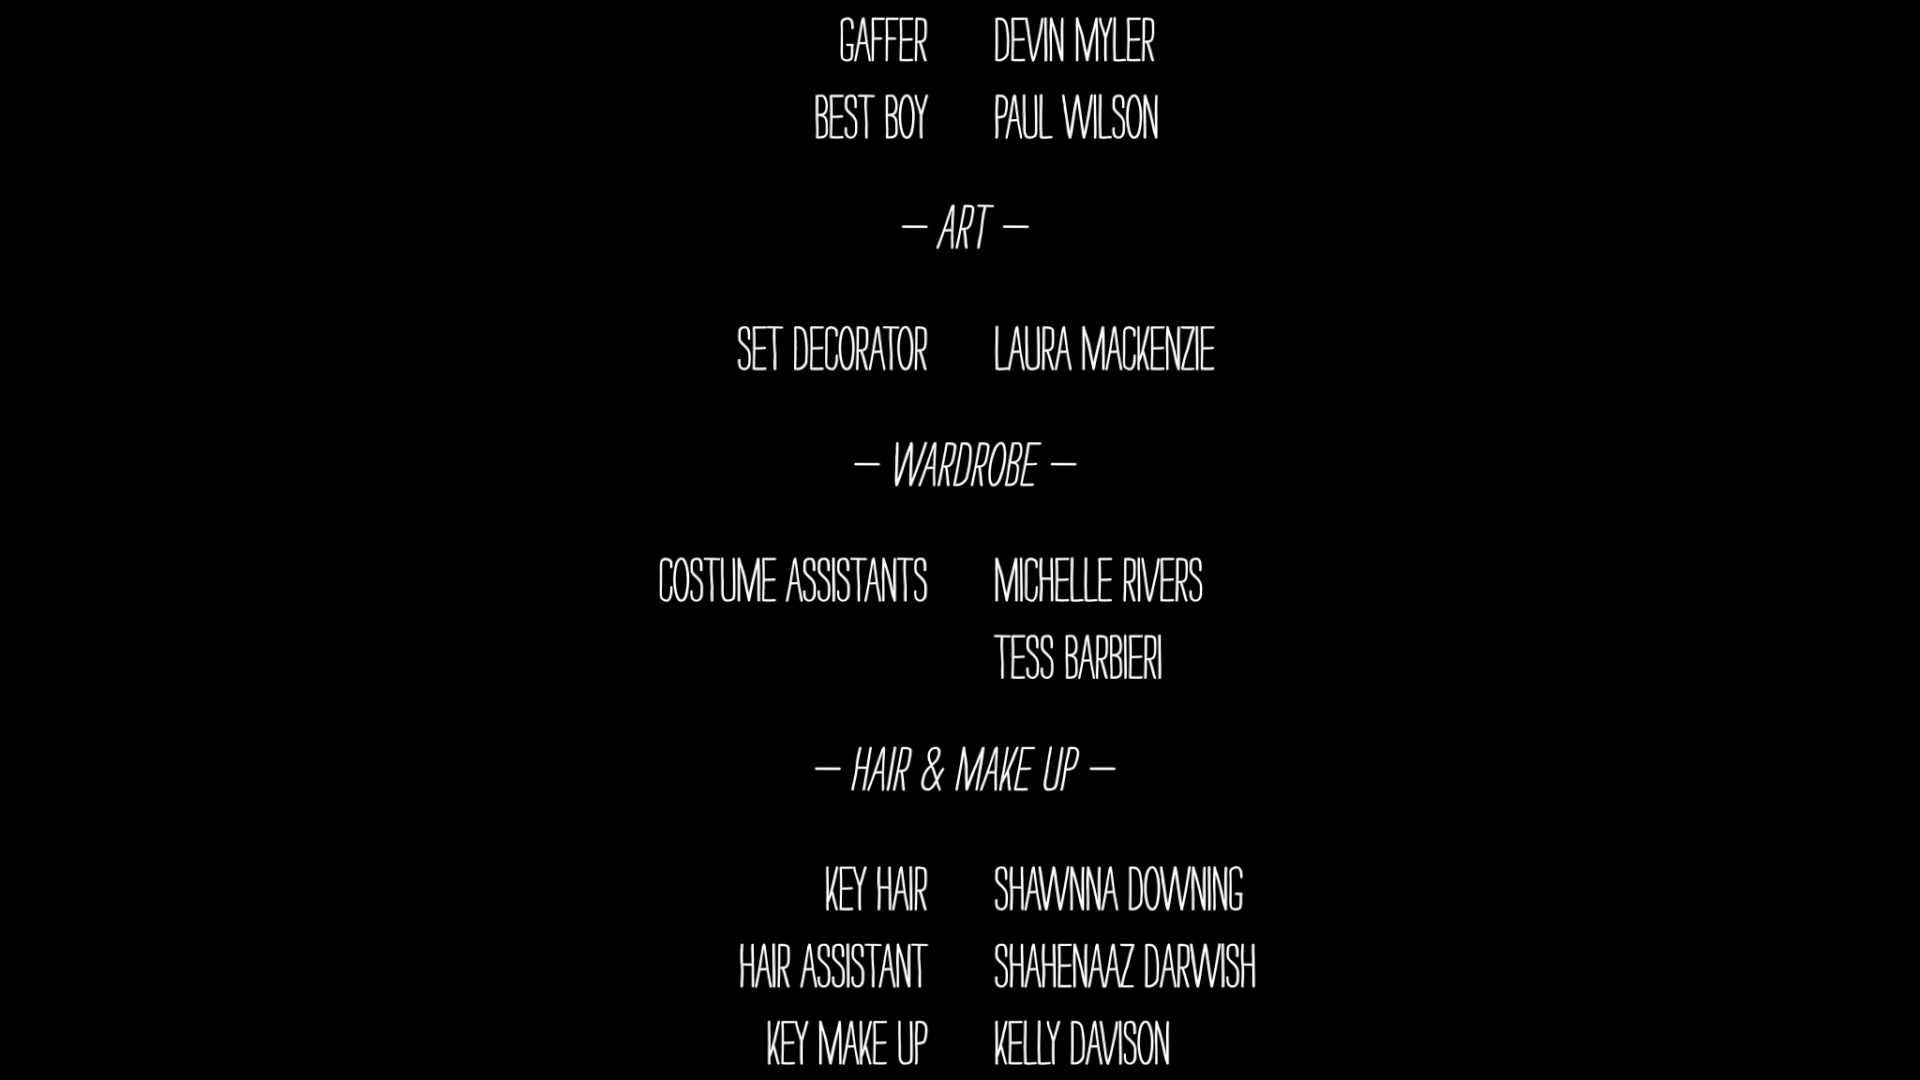 GAFFER DEVIN MYLER
BEST BOY PAUL WILSON
— ART —
SET DECORATOR LAURA MACKENZIE
— WARDROBE —
COSTUME ASSISTANTS MICHELLE RIVERS
TESS BARBIERI
— HAIR & MAKE UP —
KEY HAIR SHAWNNA DOWNING
HAIR ASSISTANT SHAHENAAZ DARWISH
KEY MAKE UP KELLY DAVISON